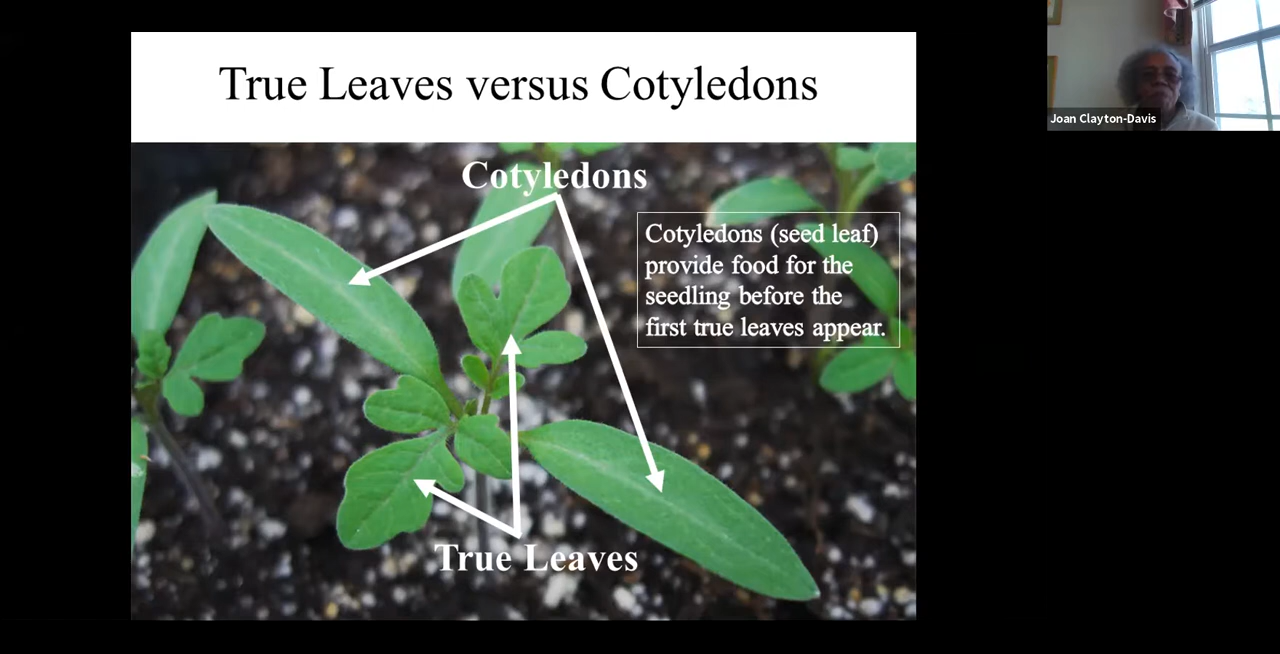 True Leaves versus Cotyledons
Joan Clayton-Davis
Cotyledons
Cotyledons (seed leaf)
provide food for the
seedling before the
first true leaves appear.
True Leaves